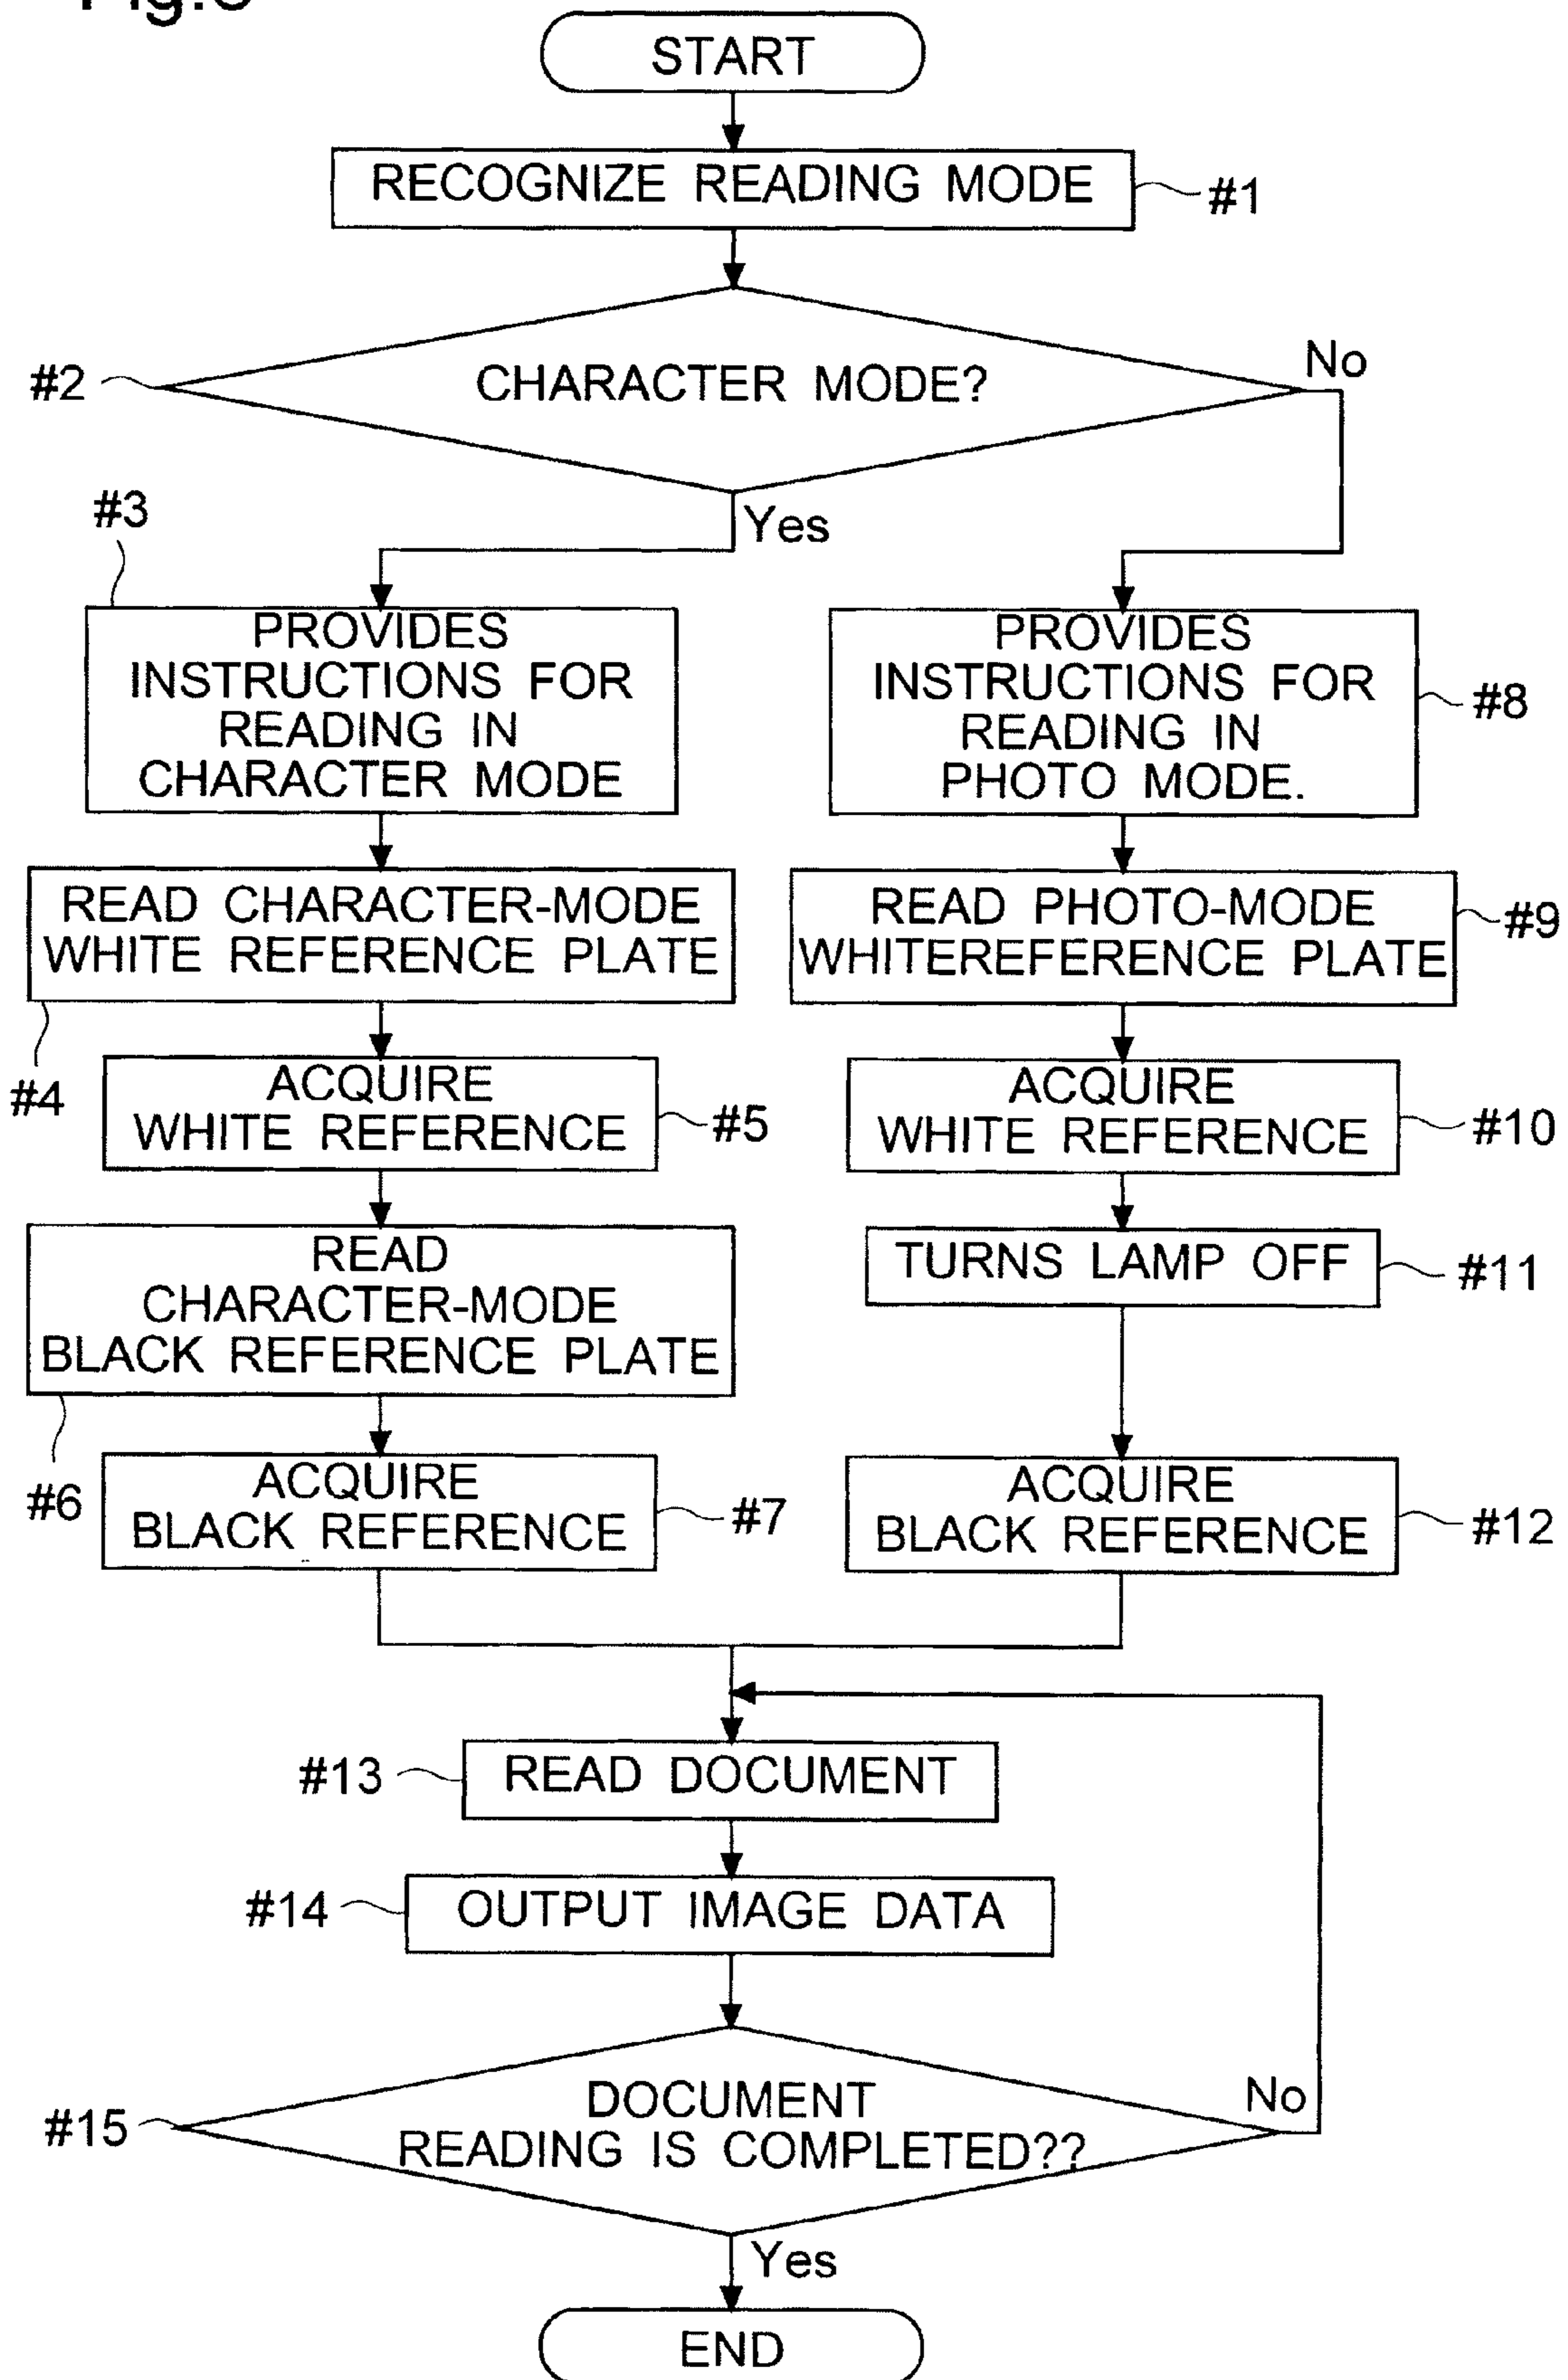 START
RECOGNIZE READING MODE
#1
#2
CHARACTER MODE?
No
Yes
#3
PROVIDES
INSTRUCTIONS FOR
READING IN
CHARACTER MODE
PROVIDES
INSTRUCTIONS FOR
READING IN
PHOTO MODE.
#8
READ CHARACTER-MODE
WHITE REFERENCE PLATE
#4
READ PHOTO-MODE
WHITEREFERENCE PLATE
#9
ACQUIRE
WHITE REFERENCE
#5
ACQUIRE
WHITE REFERENCE
#10
READ
CHARACTER-MODE
BLACK REFERENCE PLATE
#6
TURNS LAMP OFF
#11
ACQUIRE
BLACK REFERENCE
#7
ACQUIRE
BLACK REFERENCE
#12
#13
READ DOCUMENT
#14
OUTPUT IMAGE DATA
#15
DOCUMENT
READING IS COMPLETED??
No
Yes
END